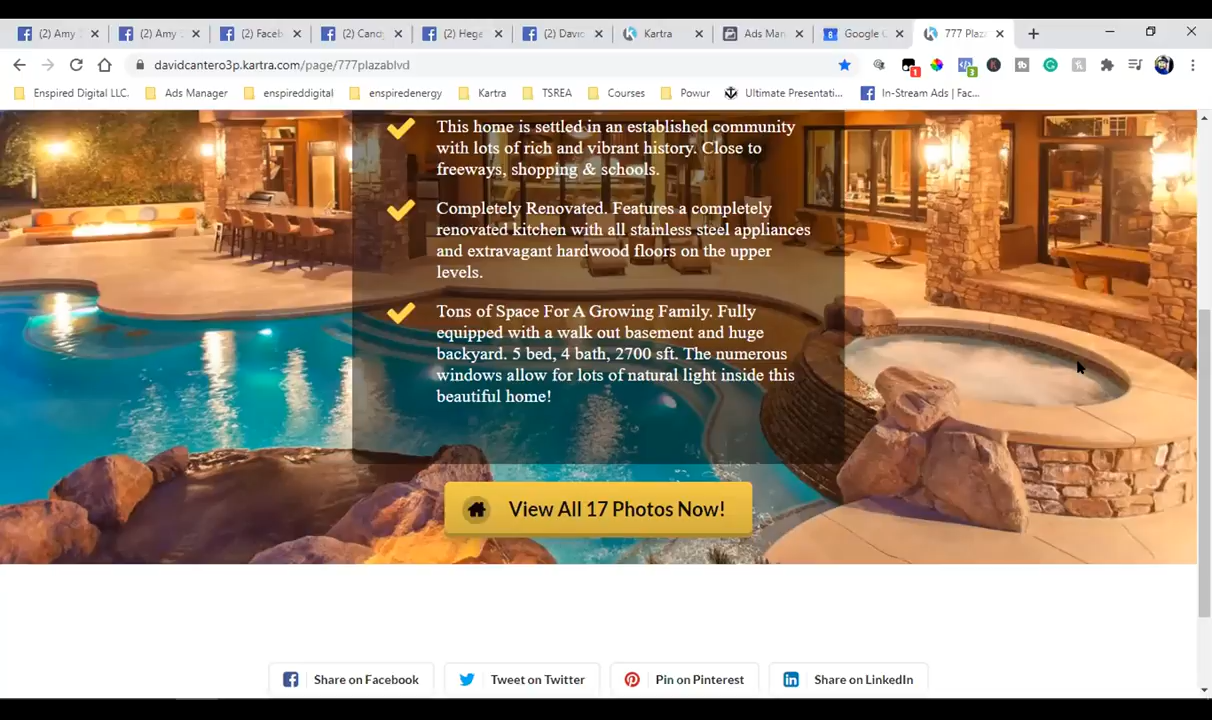 (2) Amy
(2) Amy
(2) Faceb
(2) Cand
(2) Hege
(2) Davi
Kartra
Ads Man
Google C
777 Plaz
davidcantero3p.kartra.com/page/777plazablvd
1
3
Enspired Digital LLC.
Ads Manager
enspireddigital
enspiredenergy
Kartra
TSREA
Courses
Powur
Ultimate Presentati...
In-Stream Ads | Fac...
This home is settled in an established community
with lots of rich and vibrant history. Close to
freeways, shopping & schools.
Completely Renovated. Features a completely
renovated kitchen with all stainless steel appliances
and extravagant hardwood floors on the upper
levels.
Tons of Space For A Growing Family. Fully
equipped with a walk out basement and huge
backyard. 5 bed, 4 bath, 2700 sft. The numerous
windows allow for lots of natural light inside this
beautiful home!
View All 17 Photos Now!
Share on Facebook
Tweet on Twitter
Pin on Pinterest
Share on LinkedIn